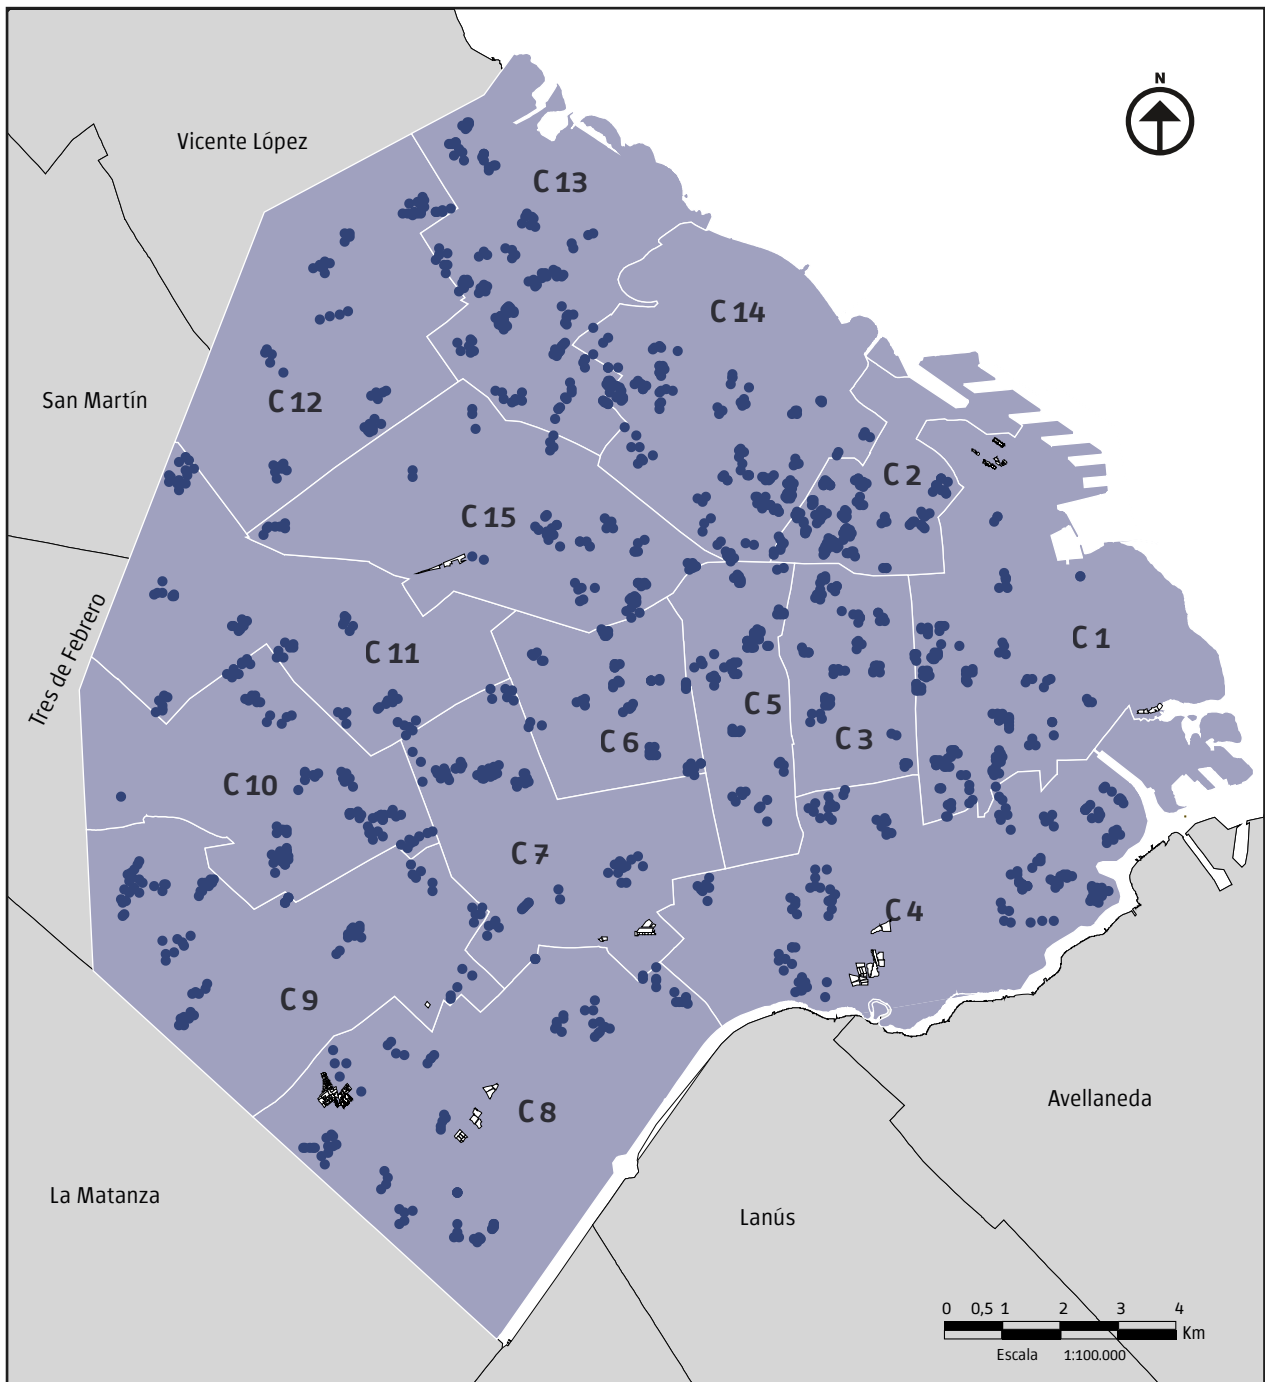 N
Vicente López
C 13
C 14
San Martín
C 12
C 2
C 15
Tres de Febrero
C 11
C 1
C 5
C 6
C 3
C 10
C 7
C 4
C 9
C 8
Avellaneda
La Matanza
Lanús
0 0,5 1 2 3 4
Km
Escala 1:100.000